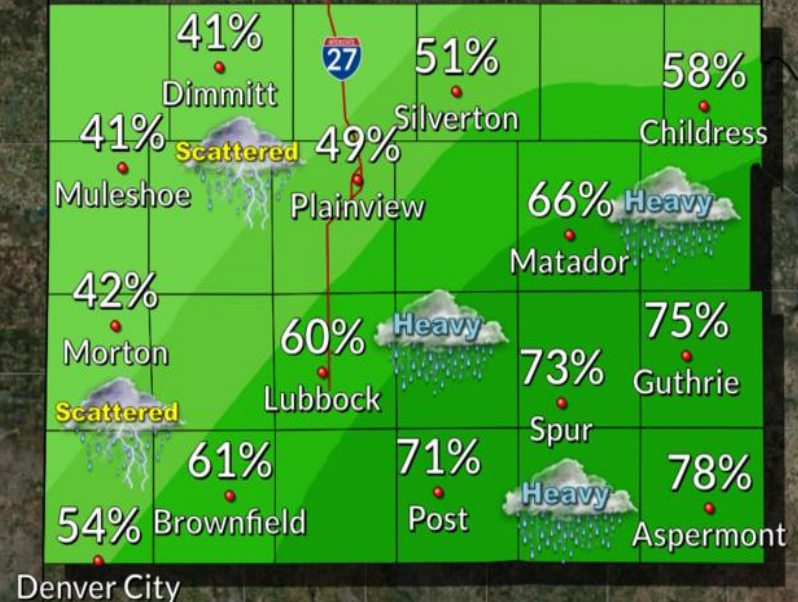 41%
Dimmitt
INTERSTATE
27
51%
Silverton
58%
Childress
41%
Muleshoe
Scattered
49%
Plainview
66%
Matador
Heavy
42%
Morton
60%
Lubbock
Heavy
73%
Spur
75%
Guthrie
Scattered
61%
Brownfield
71%
Post
Heavy
78%
Aspermont
54%
Denver City